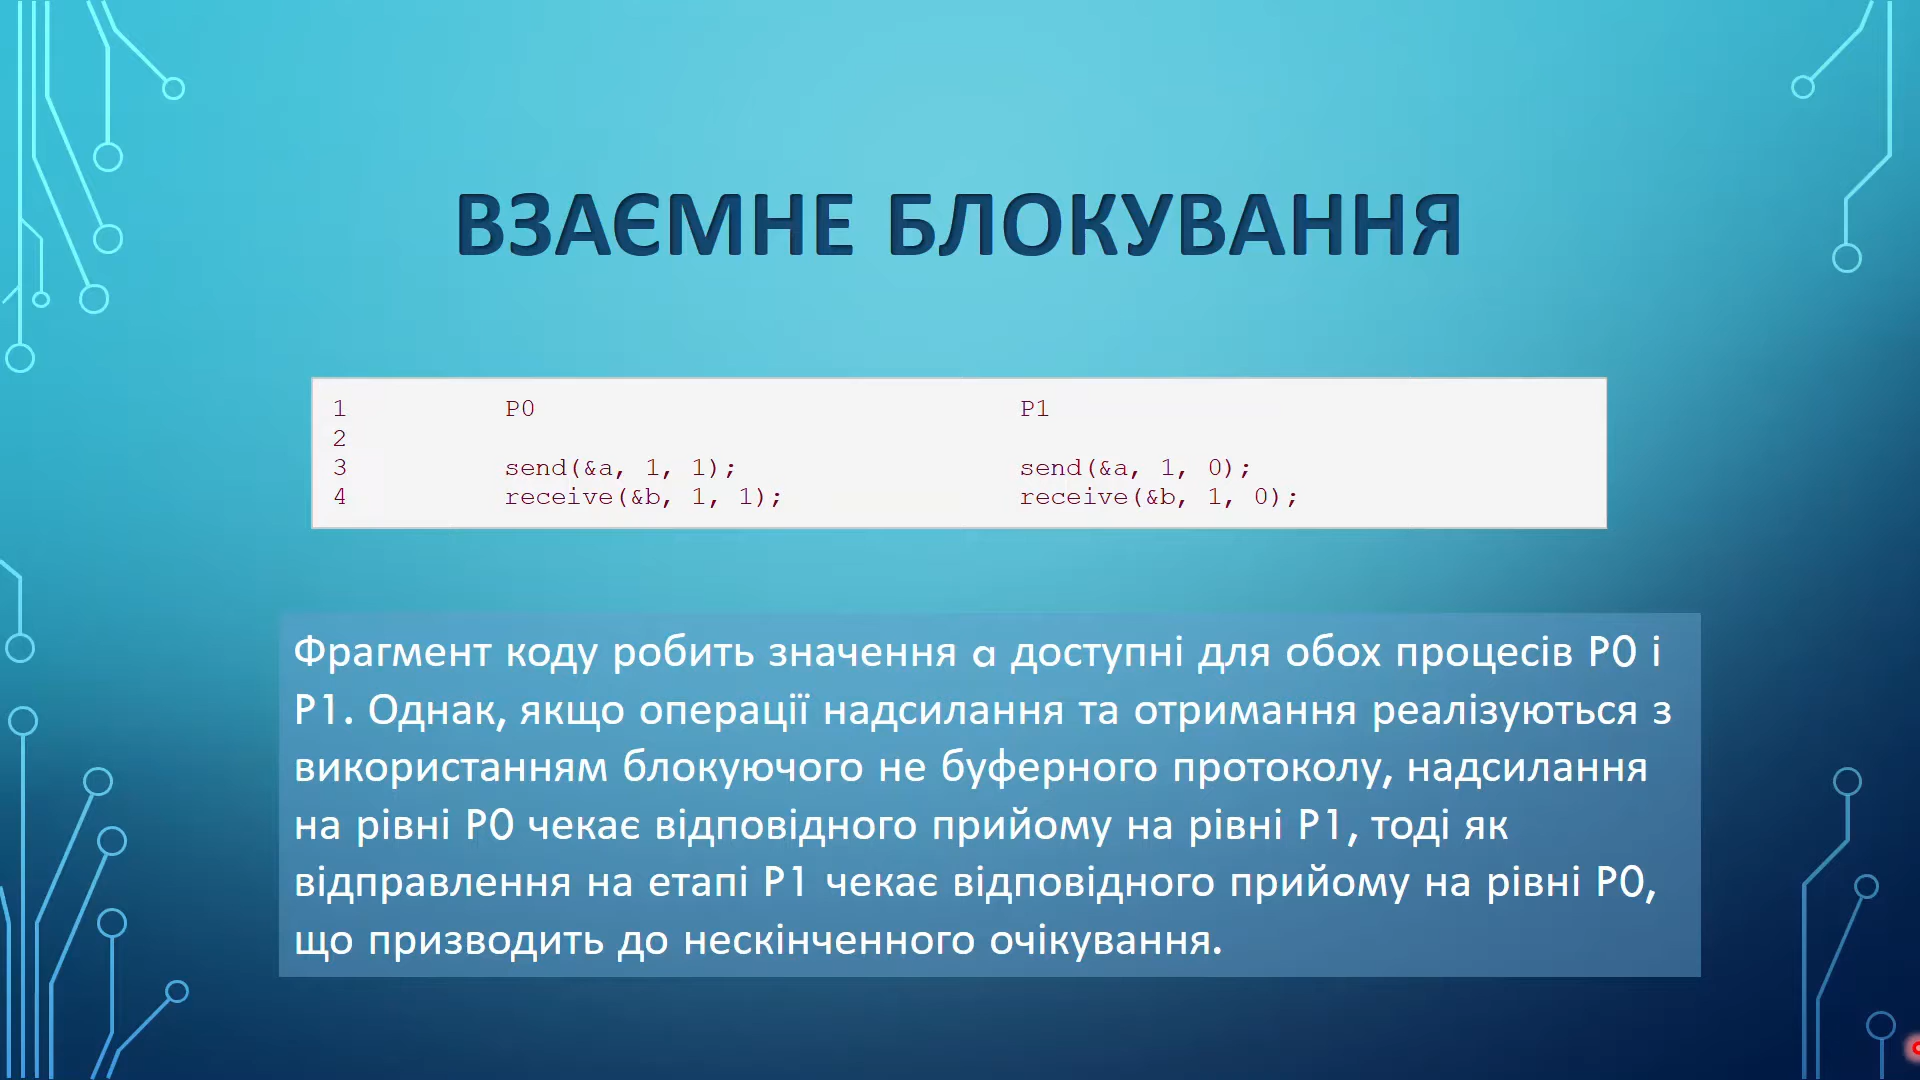 ВЗАЄМНЕ БЛОКУВАННЯ
1 P0 P1
2
3 send(&a, 1, 1); send(&a, 1, 0);
4 receive(&b, 1, 1); receive(&b, 1, 0);
Фрагмент коду робить значення a доступні для обох процесів P0 і
P1. Однак, якщо операції надсилання та отримання реалізуються з
використанням блокуючого не буферного протоколу, надсилання
на рівні P0 чекає відповідного прийому на рівні P1, тоді як
відправлення на етапі P1 чекає відповідного прийому на рівні P0,
що призводить до нескінченного очікування.